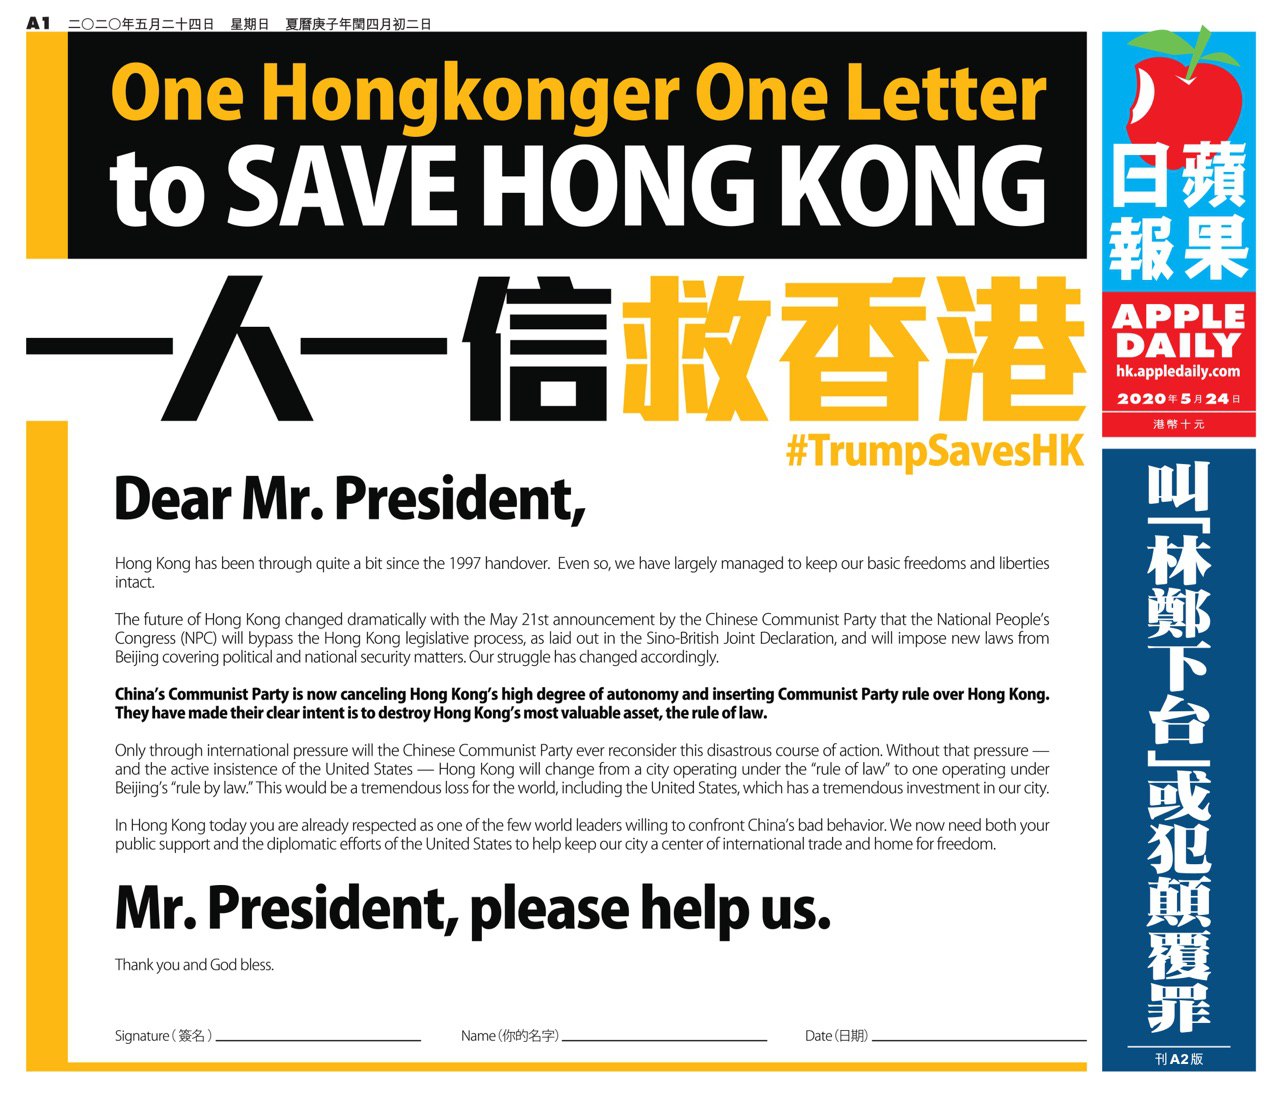 A1 二〇二〇年五月二十四日 星期日 夏曆庚子年閏四月初二日
One Hongkonger One Letter
to SAVE HONG KONG
一人一信救香港
#TrumpSavesHK
Dear Mr. President,
Hong Kong has been through quite a bit since the 1997 handover. Even so, we have largely managed to keep our basic freedoms and liberties
intact.
The future of Hong Kong changed dramatically with the May 21st announcement by the Chinese Communist Party that the National People's
Congress (NPC) will bypass the Hong Kong legislative process, as laid out in the Sino-British Joint Declaration, and will impose new laws from
Beijing covering political and national security matters. Our struggle has changed accordingly.
China's Communist Party is now canceling Hong Kong's high degree of autonomy and inserting Communist Party rule over Hong Kong.
They have made their clear intent is to destroy Hong Kong's most valuable asset, the rule of law.
Only through international pressure will the Chinese Communist Party ever reconsider this disastrous course of action. Without that pressure —
and the active insistence of the United States — Hong Kong will change from a city operating under the “rule of law” to one operating under
Beijing's “rule by law.” This would be a tremendous loss for the world, including the United States, which has a tremendous investment in our city.
In Hong Kong today you are already respected as one of the few world leaders willing to confront China's bad behavior. We now need both your
public support and the diplomatic efforts of the United States to help keep our city a center of international trade and home for freedom.
Mr. President, please help us.
Thank you and God bless.
Signature（簽名） Name（你的名字） Date（日期）
蘋果
日報
APPLE
DAILY
hk.appledaily.com
2020年5月24日
港幣十元
叫「林鄭下台」或犯顛覆罪
刊A2版